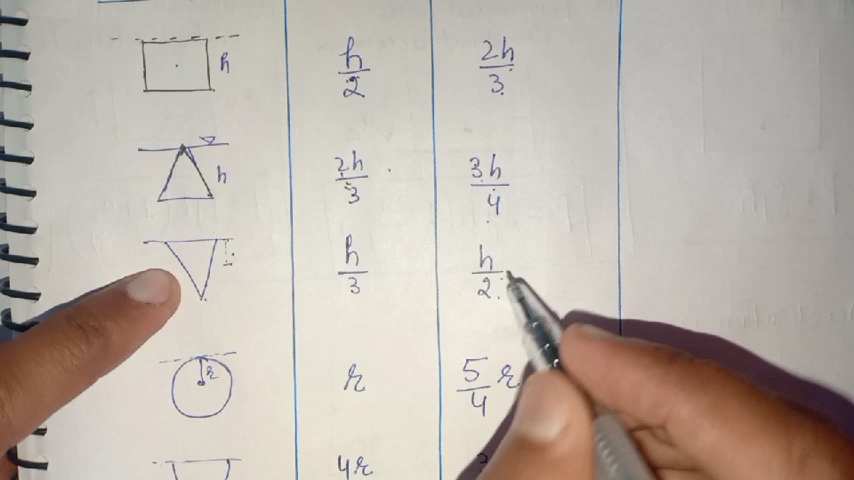 h h/2 2h/3
h 2h/3 3h/4
h/3 h/2
r r 5/4 r
4r